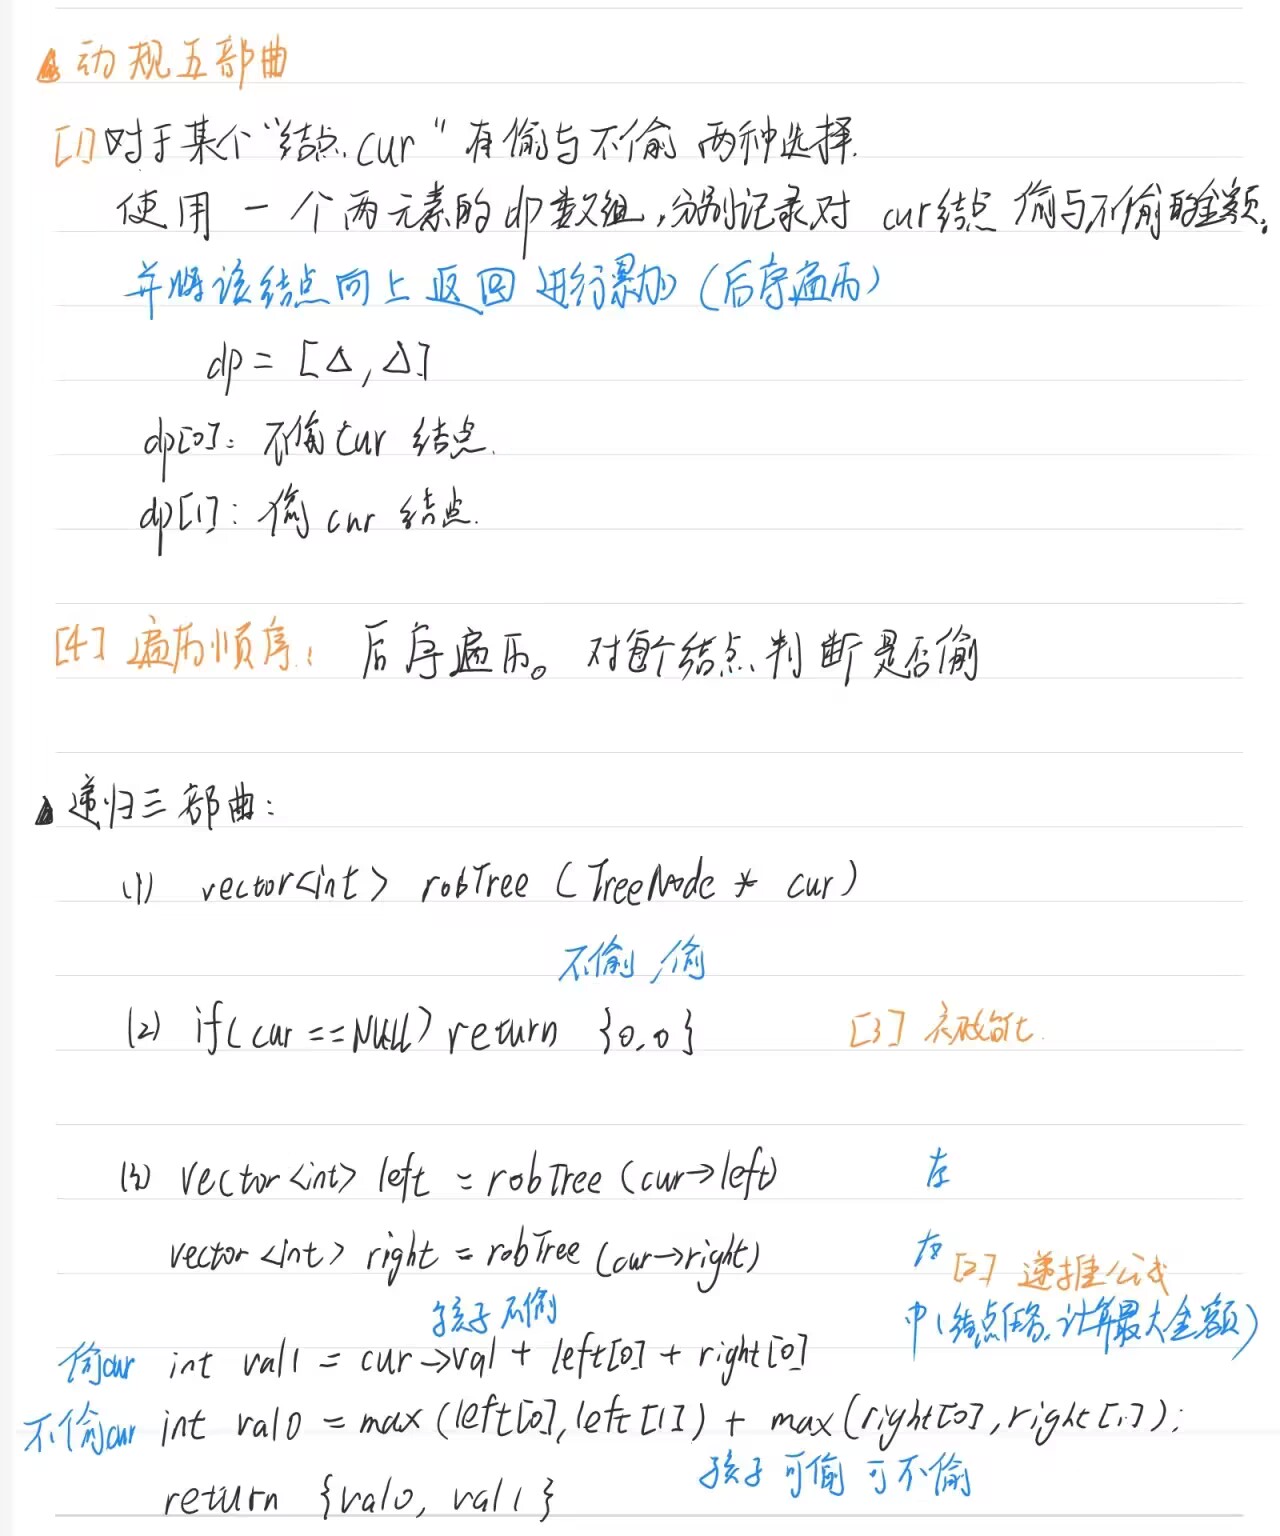 动规五部曲
[1] 对于某个“结点 cur”有偷与不偷 两种选择.
使用 一个两元素的 dp 数组,分别记录对 cur结点 偷与不偷的金额。
并将该结点向上返回 进行累加 (后序遍历)
dp = [Δ, Δ]
dp[0]: 不偷 cur 结点.
dp[1]: 偷 cur 结点.
[4] 遍历顺序: 后序遍历。 对每个结点判断是否偷
递归三部曲:
(1) vector<int> robTree (TreeNode * cur)
不偷, 偷
(2) if(cur == NULL) return {0,0} [3] 初始化.
(3) vector<int> left = robTree (cur->left) 左
vector <int> right = robTree (cur->right) 右
[2] 递推公式
孩子不偷 中(结点任务,计算最大金额)
偷cur int val1 = cur->val + left[0] + right[0]
不偷cur int val0 = max (left[0], left[1]) + max(right[0], right[1]);
孩子可偷 可不偷
return {val0, val1}